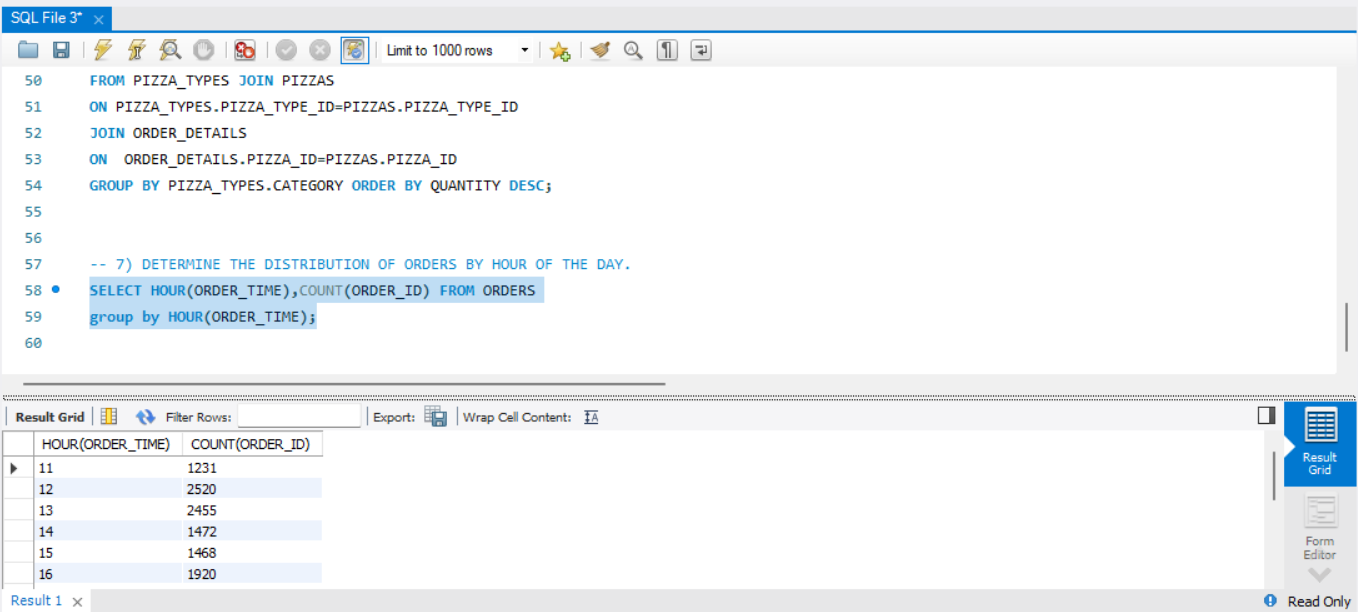 SQL File 3*
Limit to 1000 rows
50 FROM PIZZA_TYPES JOIN PIZZAS
51 ON PIZZA_TYPES.PIZZA_TYPE_ID=PIZZAS.PIZZA_TYPE_ID
52 JOIN ORDER_DETAILS
53 ON  ORDER_DETAILS.PIZZA_ID=PIZZAS.PIZZA_ID
54 GROUP BY PIZZA_TYPES.CATEGORY ORDER BY QUANTITY DESC;
55
56
57 -- 7) DETERMINE THE DISTRIBUTION OF ORDERS BY HOUR OF THE DAY.
58 SELECT HOUR(ORDER_TIME),COUNT(ORDER_ID) FROM ORDERS
59 group by HOUR(ORDER_TIME);
60
Result Grid Filter Rows: Export: Wrap Cell Content:
HOUR(ORDER_TIME) COUNT(ORDER_ID)
11 1231
12 2520
13 2455
14 1472
15 1468
16 1920
Result
Grid
Form
Editor
Result 1
Read Only